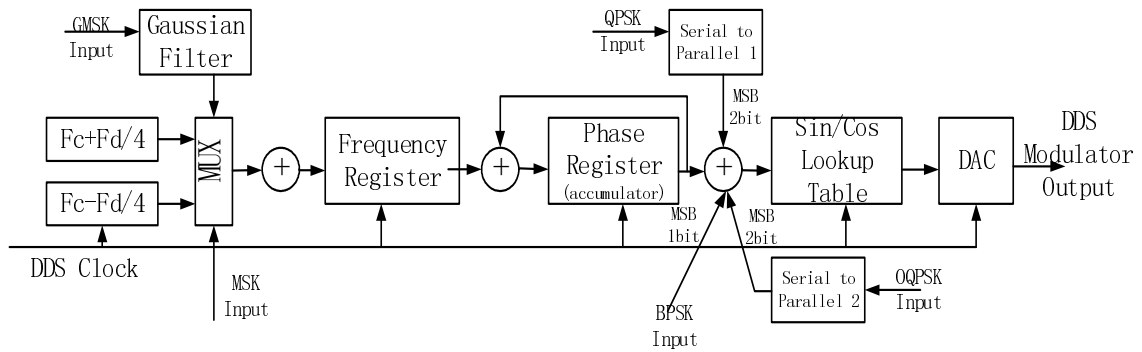 GMSK
Input
Gaussian
Filter
QPSK
Input
Serial to
Parallel 1
MSB
2bit
Fc+Fd/4
Fc-Fd/4
MUX
+
Frequency
Register
+
Phase
Register
(accumulator)
+
Sin/Cos
Lookup
Table
DAC
DDS
Modulator
Output
MSB
1bit
MSB
2bit
DDS Clock
MSK
Input
BPSK
Input
Serial to
Parallel 2
OQPSK
Input